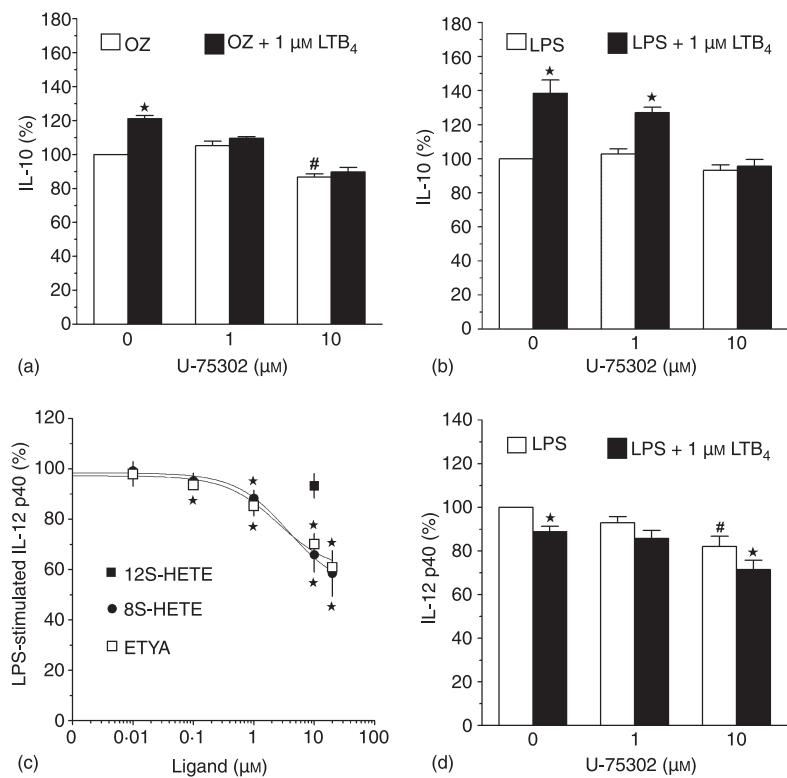 OZ
OZ + 1 μM LTB₄
IL-10 (%)
180
160
140
120
100
80
60
40
20
0
★
#
0 1 10
U-75302 (μM)
(a)
LPS
LPS + 1 μM LTB₄
IL-10 (%)
180
160
140
120
100
80
60
40
20
0
★
★
0 1 10
U-75302 (μM)
(b)
LPS-stimulated IL-12 p40 (%)
120
100
80
60
40
20
0
★
★
★
★
★
★
★
12S-HETE
8S-HETE
ETYA
0 0·01 0·1 1 10 100
Ligand (μM)
(c)
LPS
LPS + 1 μM LTB₄
IL-12 p40 (%)
140
120
100
80
60
40
20
0
★
#
★
0 1 10
U-75302 (μM)
(d)